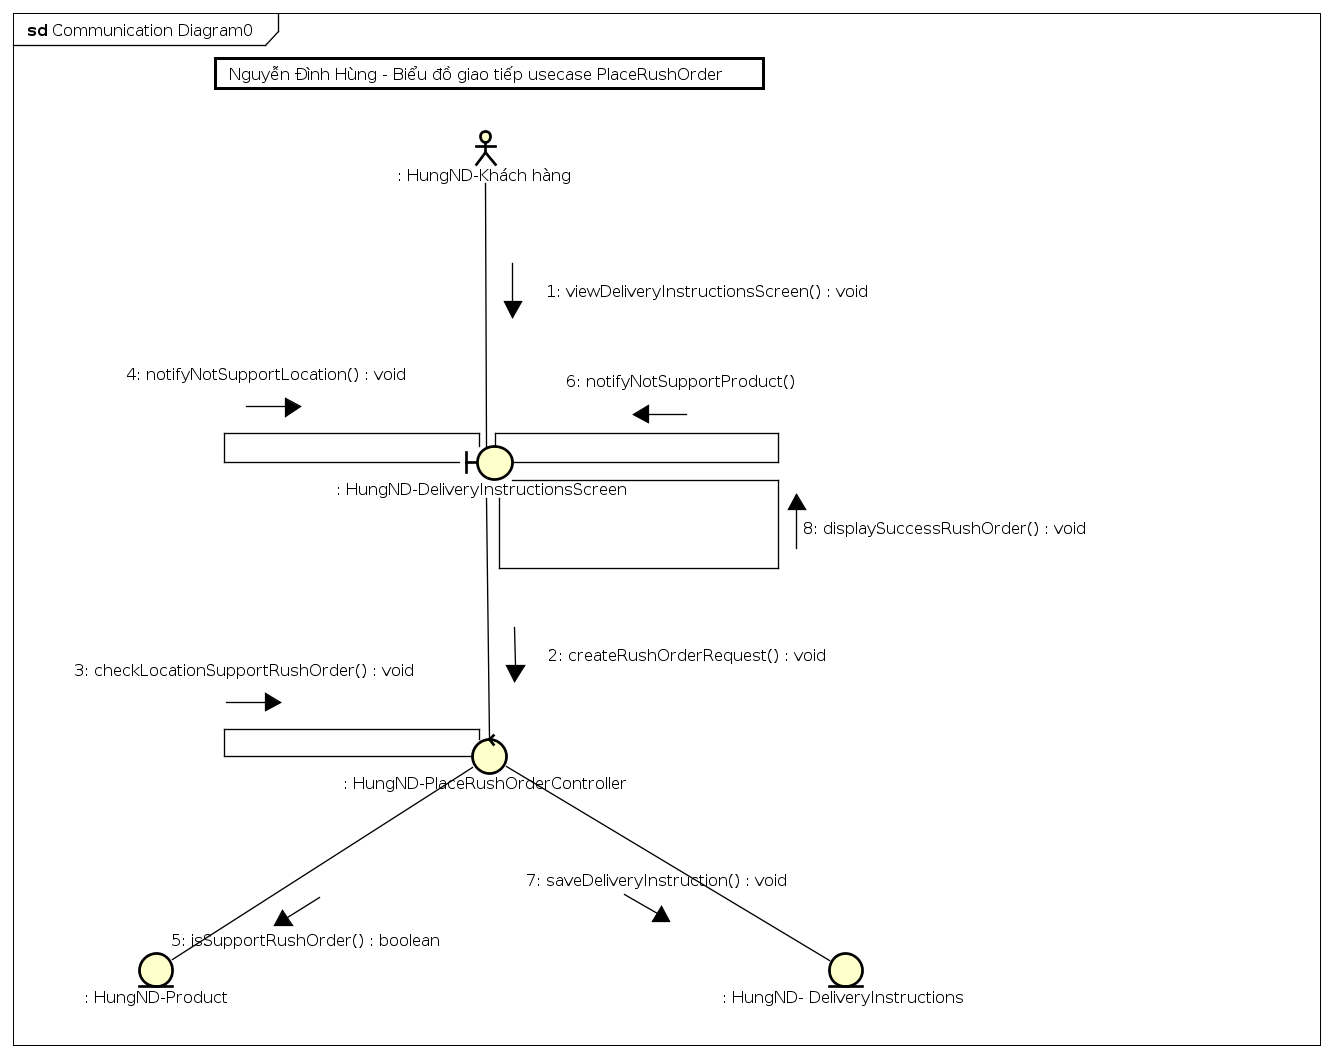 sd Communication Diagram0
Nguyễn Đình Hùng - Biểu đồ giao tiếp usecase PlaceRushOrder
: HungND-Khách hàng
1: viewDeliveryInstructionsScreen() : void
4: notifyNotSupportLocation() : void
6: notifyNotSupportProduct()
: HungND-DeliveryInstructionsScreen
8: displaySuccessRushOrder() : void
2: createRushOrderRequest() : void
3: checkLocationSupportRushOrder() : void
: HungND-PlaceRushOrderController
7: saveDeliveryInstruction() : void
5: isSupportRushOrder() : boolean
: HungND-Product
: HungND- DeliveryInstructions